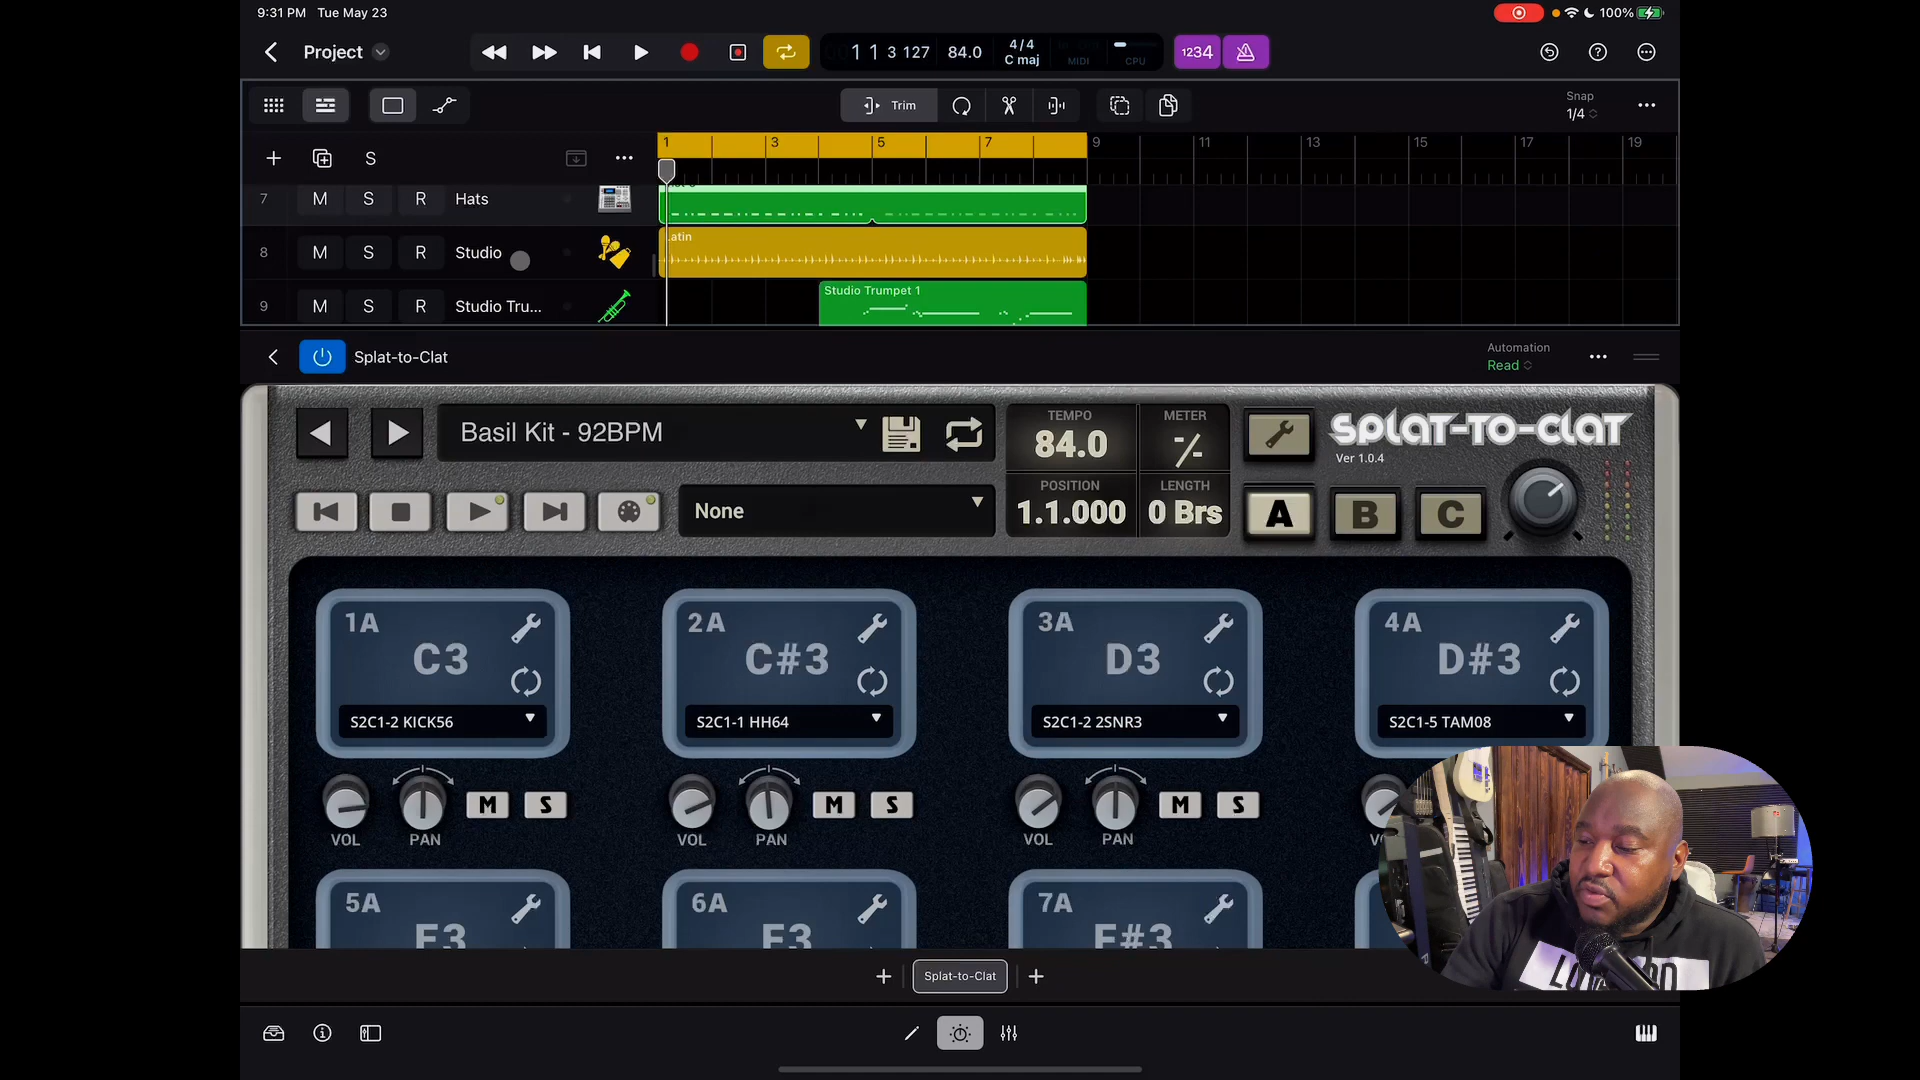 9:31 PM Tue May 23
100%
Project
1 1 3 127
84.0
4/4
C maj
MIDI
CPU
1234
Trim
Snap
1/4
S
1
3
5
7
9
11
13
15
17
19
7 M S R Hats
8 M S R Studio
Latin
9 M S R Studio Tru...
Studio Trumpet 1
Splat-to-Clat
Automation
Read
Basil Kit - 92BPM
TEMPO
84.0
METER
-/-
SPLAT-TO-CLAT
Ver 1.0.4
None
POSITION
1.1.000
LENGTH
0 Brs
A B C
1A
C3
S2C1-2 KICK56
2A
C#3
S2C1-1 HH64
3A
D3
S2C1-2 2SNR3
4A
D#3
S2C1-5 TAM08
VOL PAN M S
VOL PAN M S
VOL PAN M S
5A
E3
6A
F3
7A
F#3
Splat-to-Clat